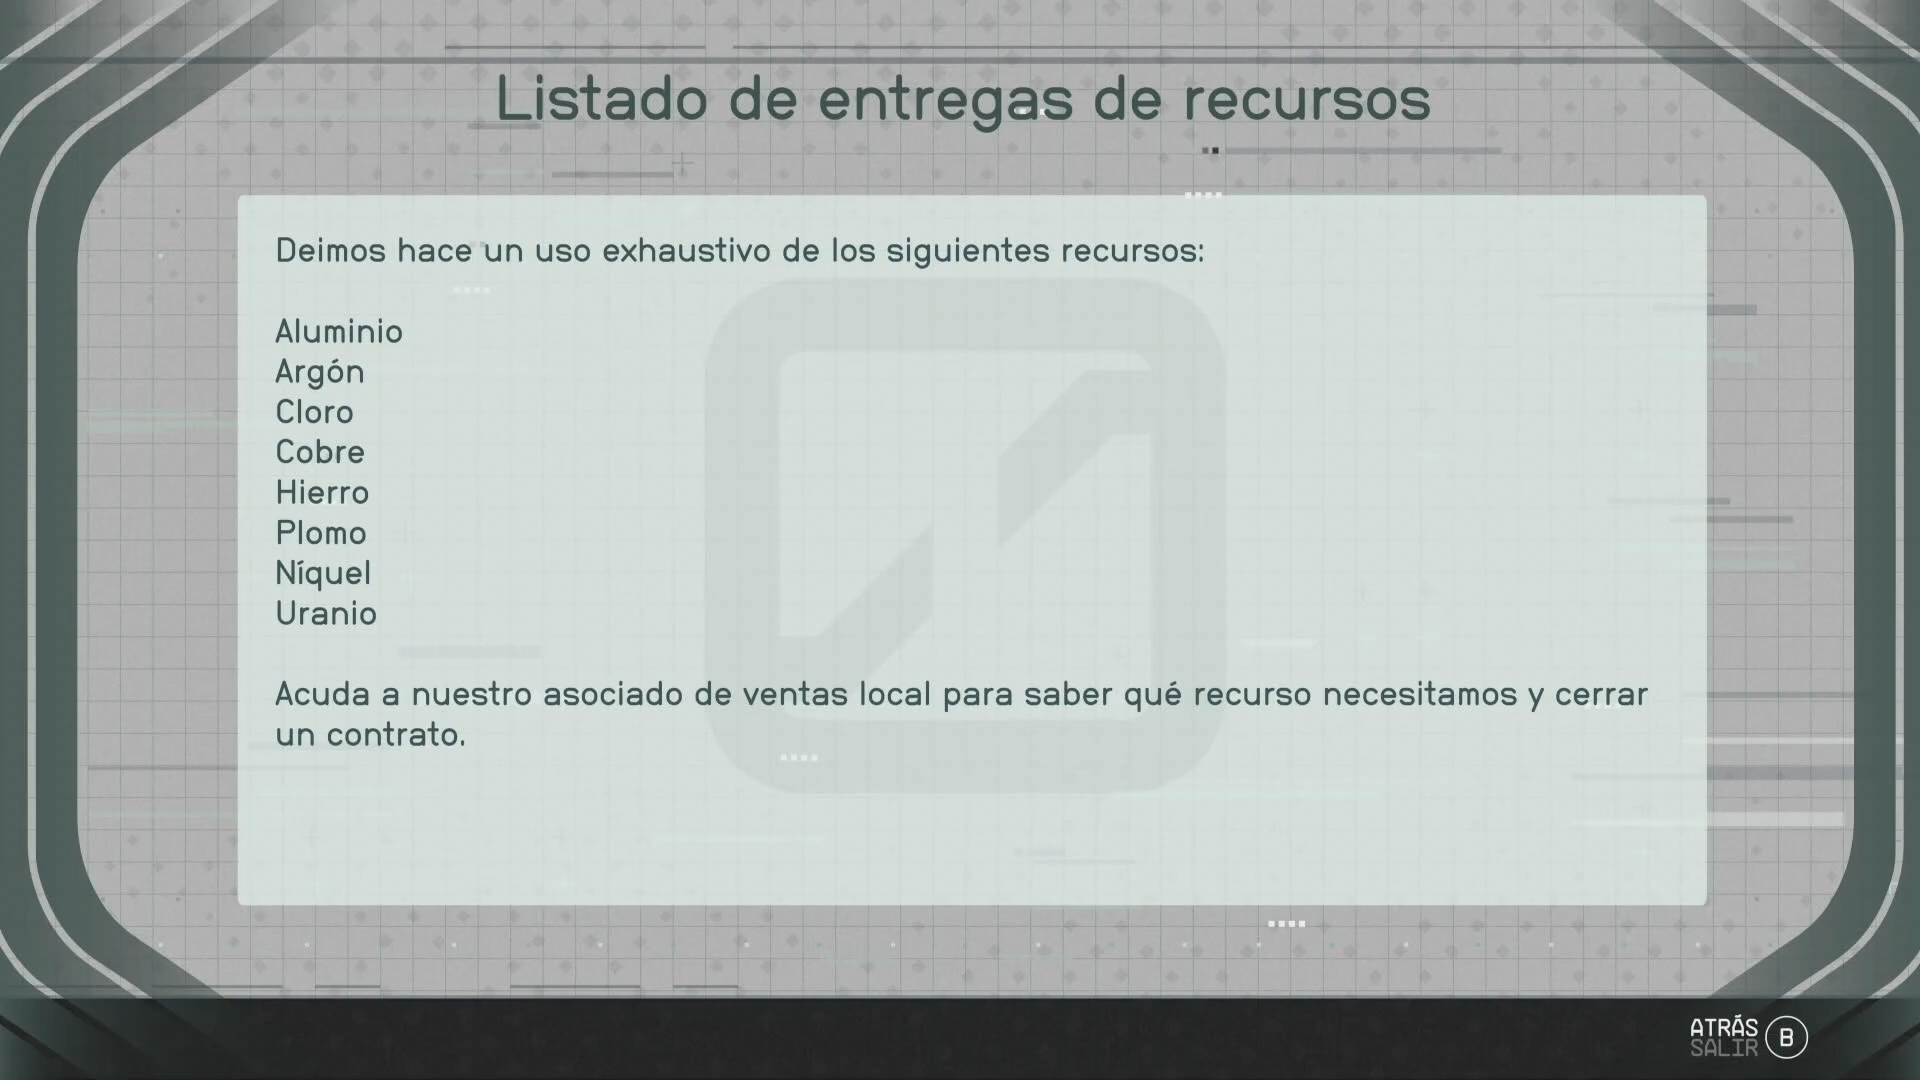 Listado de entregas de recursos
Deimos hace un uso exhaustivo de los siguientes recursos:
Aluminio
Argón
Cloro
Cobre
Hierro
Plomo
Níquel
Uranio
Acuda a nuestro asociado de ventas local para saber qué recurso necesitamos y cerrar
un contrato.
ATRÁS
SALIR
B